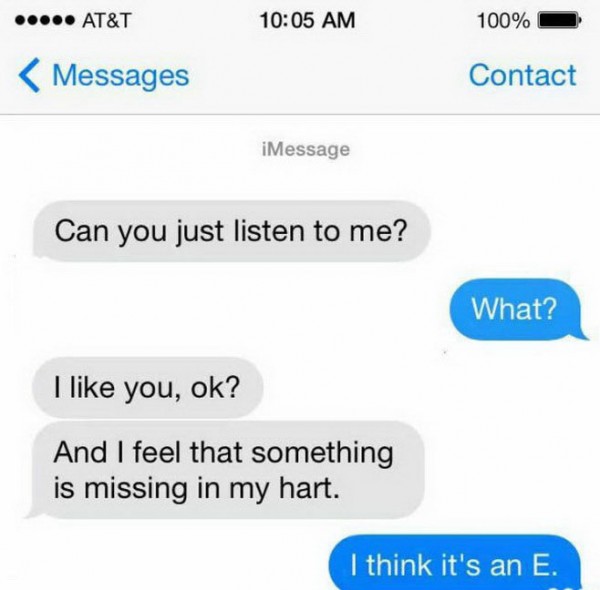 ●●●●● AT&T 10:05 AM 100%
Messages Contact
iMessage
Can you just listen to me?
What?
I like you, ok?
And I feel that something
is missing in my hart.
I think it's an E.